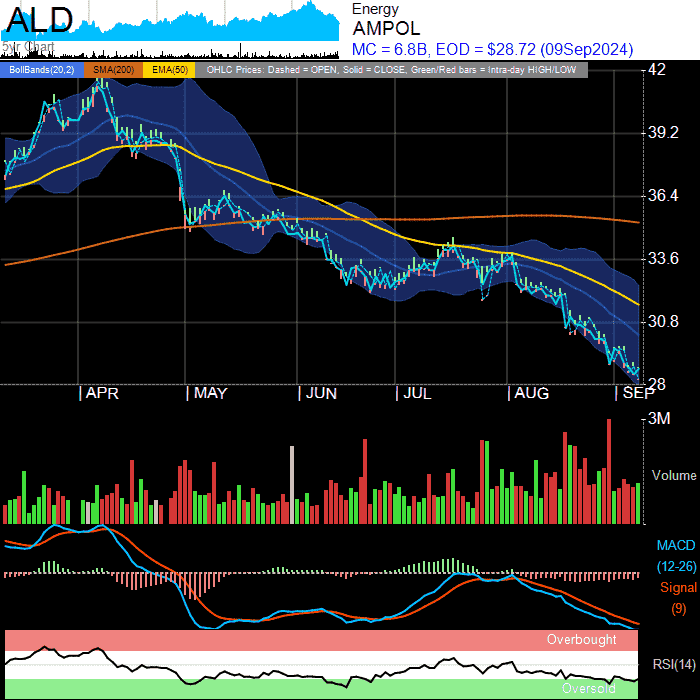 ALD
5yr Chart
Energy
AMPOL
MC = 6.8B, EOD = $28.72 (09Sep2024)
BollBands(20,2) SMA(200) EMA(50) OHLC Prices: Dashed = OPEN, Solid = CLOSE, Green/Red bars = Intra-day HIGH/LOW
42
39.2
36.4
33.6
30.8
28
APR MAY JUN JUL AUG SEP
3M
Volume
MACD
(12-26)
Signal
(9)
Overbought
RSI(14)
Oversold